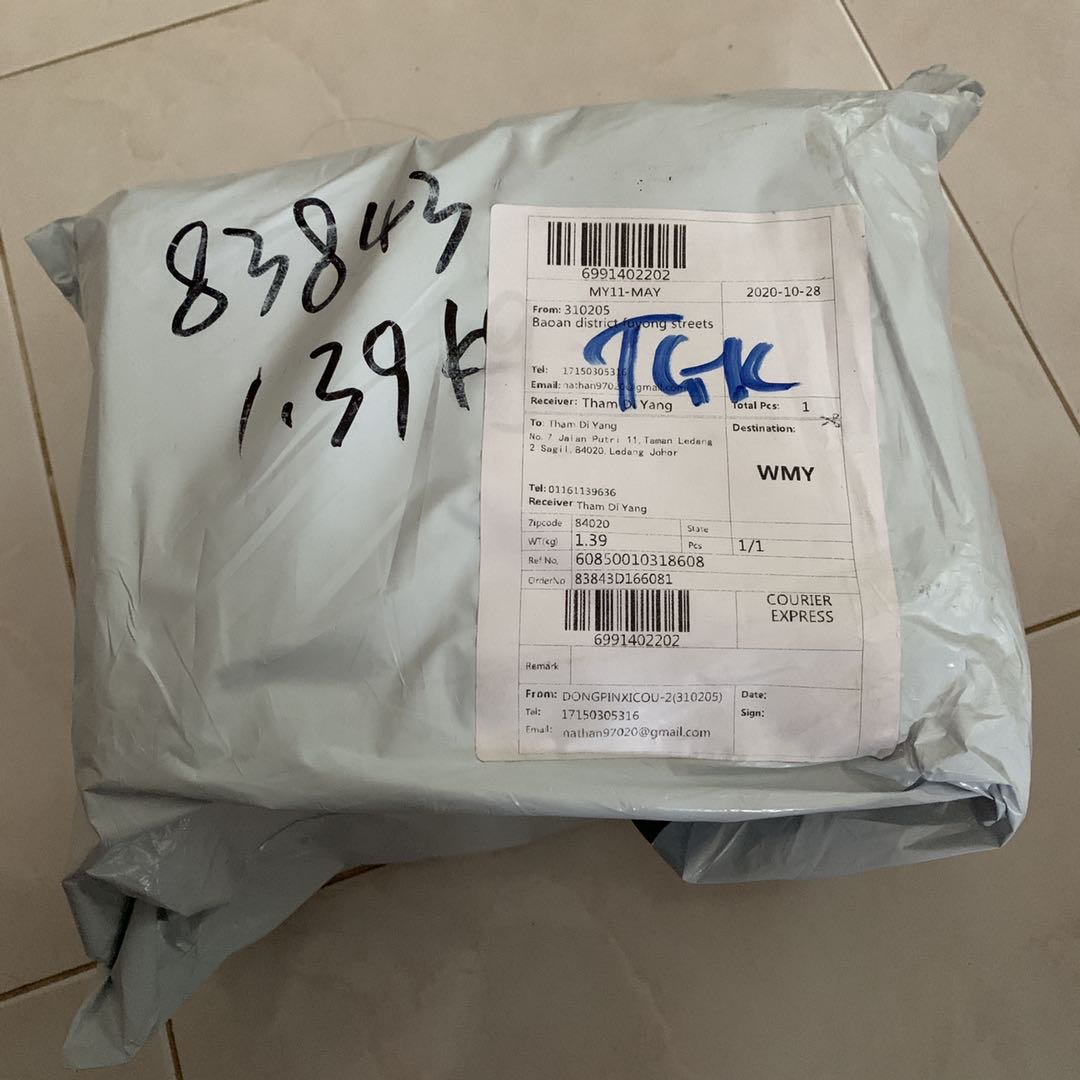 83843
1.39 K
6991402202
MY11-MAY
2020-10-28
From: 310205
Baoan district fuyong streets
TGK
Tel: 17150305316
Email: nathan97020@gmail.com
Receiver: Tham Di Yang
Total Pcs: 1
To: Tham Di Yang
No. 7 Jalan Putri 11, Taman Ledang
2 Sagil, 84020, Ledang Johor
Destination:
WMY
Tel: 01161139636
Receiver Tham Di Yang
Zipcode 84020 State
WT(kg) 1.39 Pcs 1/1
Ref No. 60850010318608
OrderNo 83843D166081
6991402202
COURIER
EXPRESS
Remark
From: DONGPINXICOU-2(310205)
Tel: 17150305316
Email: nathan97020@gmail.com
Date:
Sign: